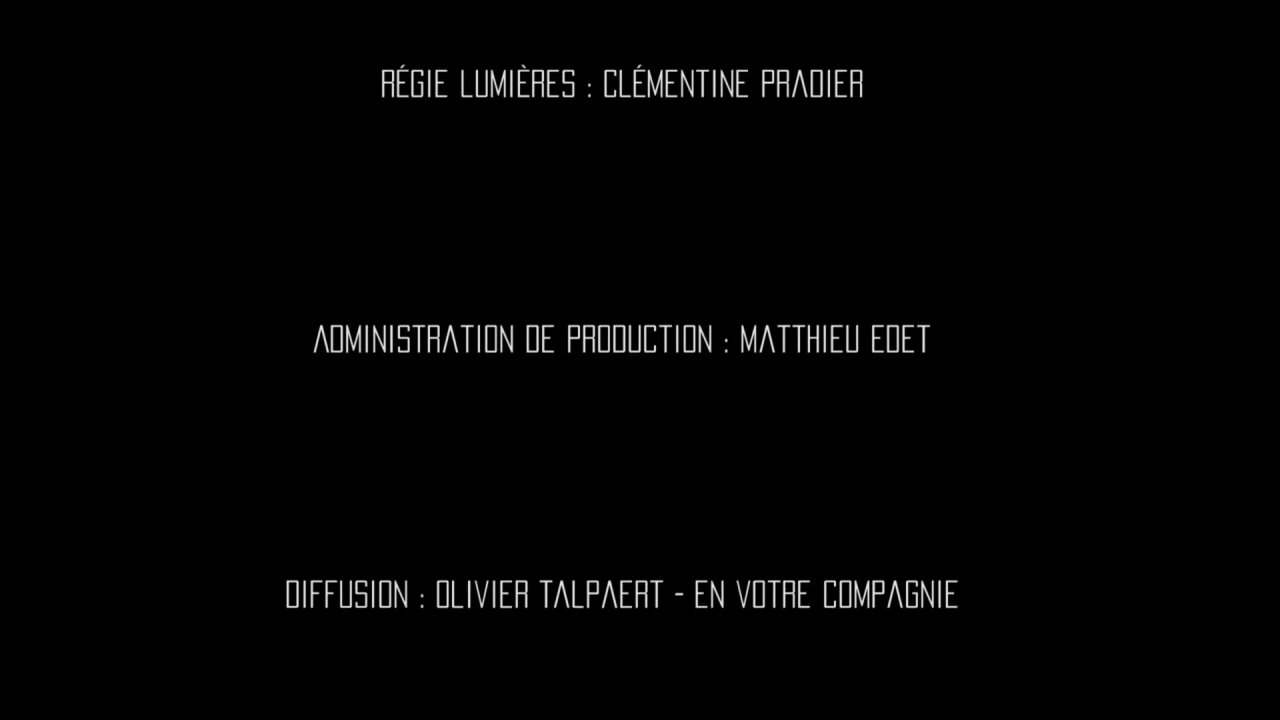 RÉGIE LUMIÈRES : CLÉMENTINE PRADIER
ADMINISTRATION DE PRODUCTION : MATTHIEU EDET
DIFFUSION : OLIVIER TALPAERT - EN VOTRE COMPAGNIE